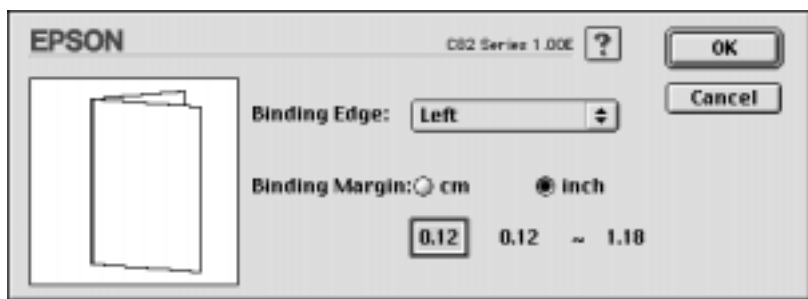 EPSON C82 Series 1.00E ? OK
Cancel
Binding Edge: Left
Binding Margin: cm inch
0.12 0.12 ~ 1.18